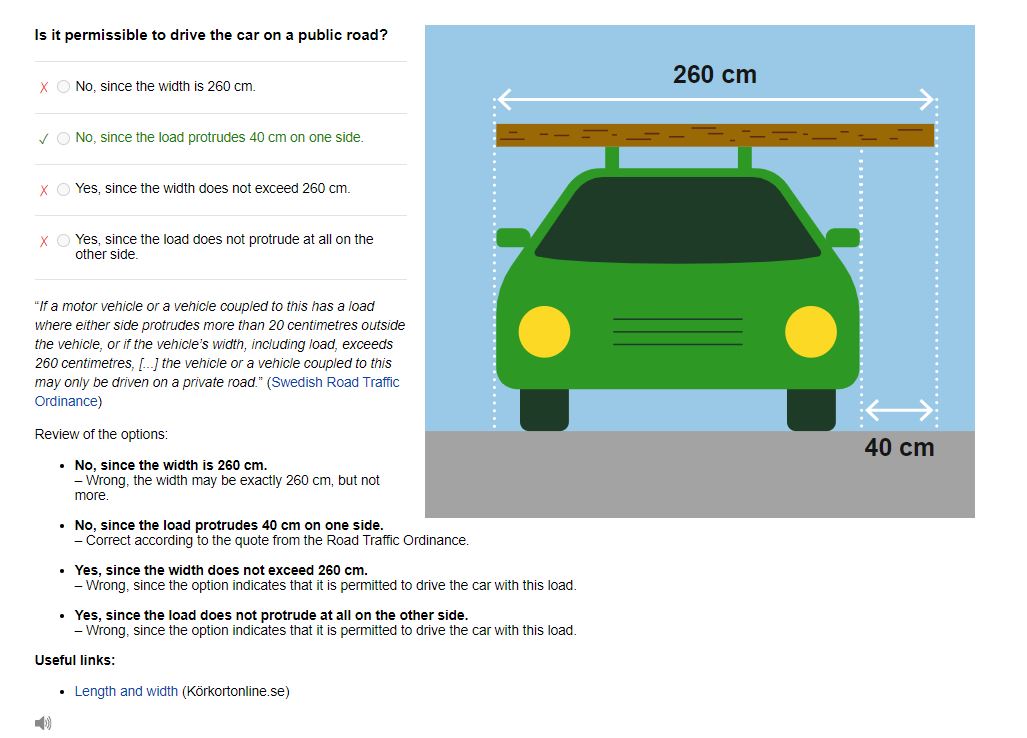 Is it permissible to drive the car on a public road?
No, since the width is 260 cm.
No, since the load protrudes 40 cm on one side.
Yes, since the width does not exceed 260 cm.
Yes, since the load does not protrude at all on the
other side.
“If a motor vehicle or a vehicle coupled to this has a load
where either side protrudes more than 20 centimetres outside
the vehicle, or if the vehicle’s width, including load, exceeds
260 centimetres, [...] the vehicle or a vehicle coupled to this
may only be driven on a private road.” (Swedish Road Traffic
Ordinance)
Review of the options:
• No, since the width is 260 cm.
– Wrong, the width may be exactly 260 cm, but not
more.
• No, since the load protrudes 40 cm on one side.
– Correct according to the quote from the Road Traffic Ordinance.
• Yes, since the width does not exceed 260 cm.
– Wrong, since the option indicates that it is permitted to drive the car with this load.
• Yes, since the load does not protrude at all on the other side.
– Wrong, since the option indicates that it is permitted to drive the car with this load.
Useful links:
• Length and width (Körkortonline.se)
260 cm
40 cm